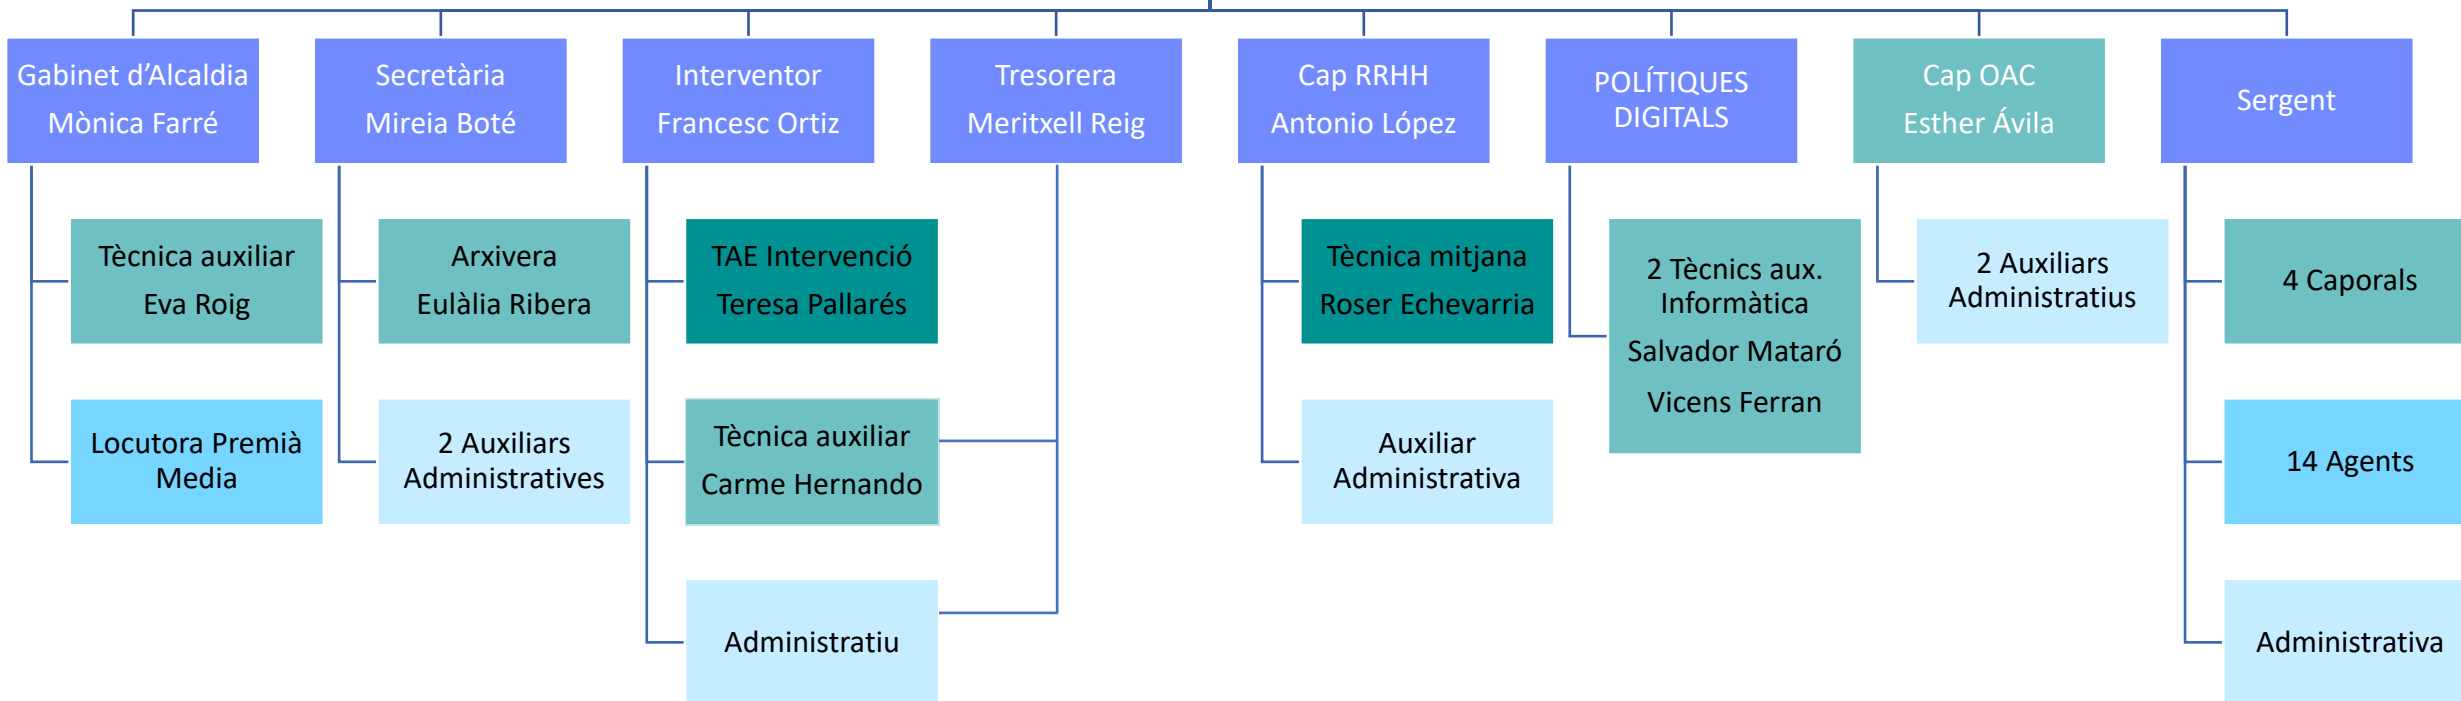 Gabinet d’Alcaldia
Mònica Farré
Secretària
Mireia Boté
Interventor
Francesc Ortiz
Tresorera
Meritxell Reig
Cap RRHH
Antonio López
POLÍTIQUES
DIGITALS
Cap OAC
Esther Ávila
Sergent
Tècnica auxiliar
Eva Roig
Arxivera
Eulàlia Ribera
TAE Intervenció
Teresa Pallarés
Tècnica mitjana
Roser Echevarria
2 Tècnics aux.
Informàtica
Salvador Mataró
Vicens Ferran
2 Auxiliars
Administratius
4 Caporals
Locutora Premià
Media
2 Auxiliars
Administratives
Tècnica auxiliar
Carme Hernando
Auxiliar
Administrativa
14 Agents
Administratiu
Administrativa